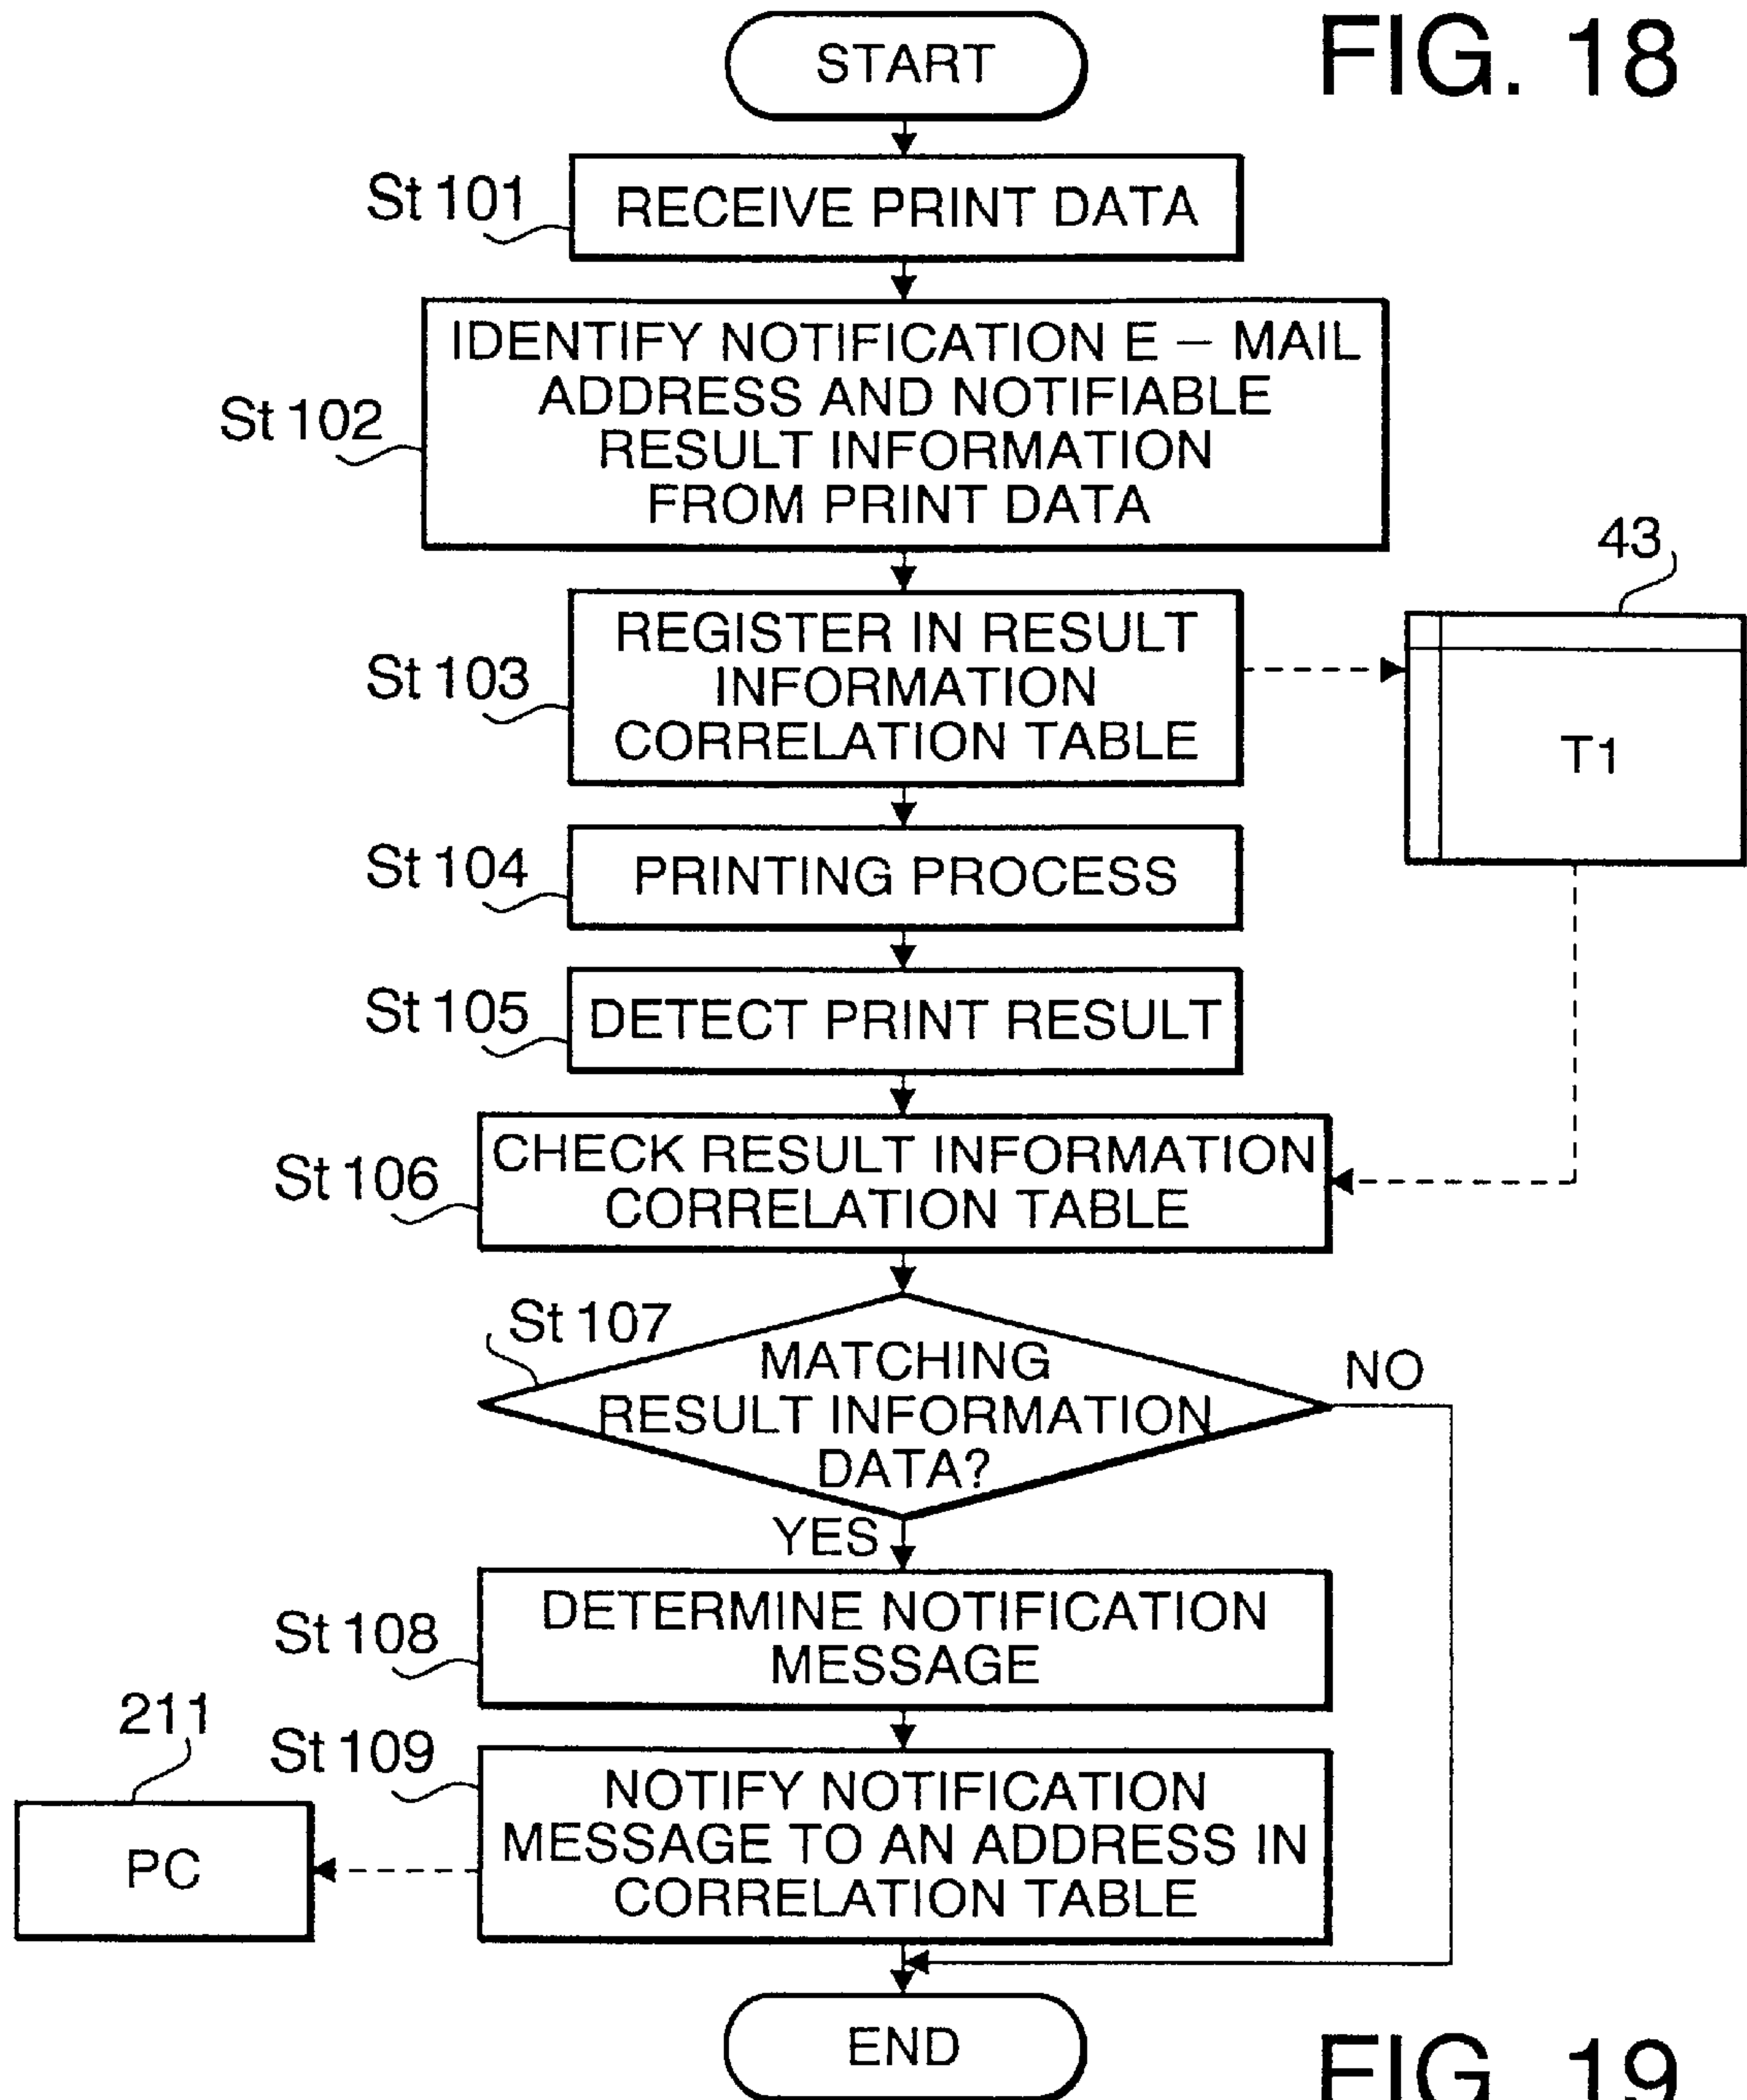 FIG. 18
START
St 101
RECEIVE PRINT DATA
St 102
IDENTIFY NOTIFICATION E – MAIL
ADDRESS AND NOTIFIABLE
RESULT INFORMATION
FROM PRINT DATA
43
St 103
REGISTER IN RESULT
INFORMATION
CORRELATION TABLE
T1
St 104
PRINTING PROCESS
St 105
DETECT PRINT RESULT
St 106
CHECK RESULT INFORMATION
CORRELATION TABLE
St 107
MATCHING
RESULT INFORMATION
DATA?
NO
YES
St 108
DETERMINE NOTIFICATION
MESSAGE
211
St 109
NOTIFY NOTIFICATION
MESSAGE TO AN ADDRESS IN
CORRELATION TABLE
PC
END
FIG. 19